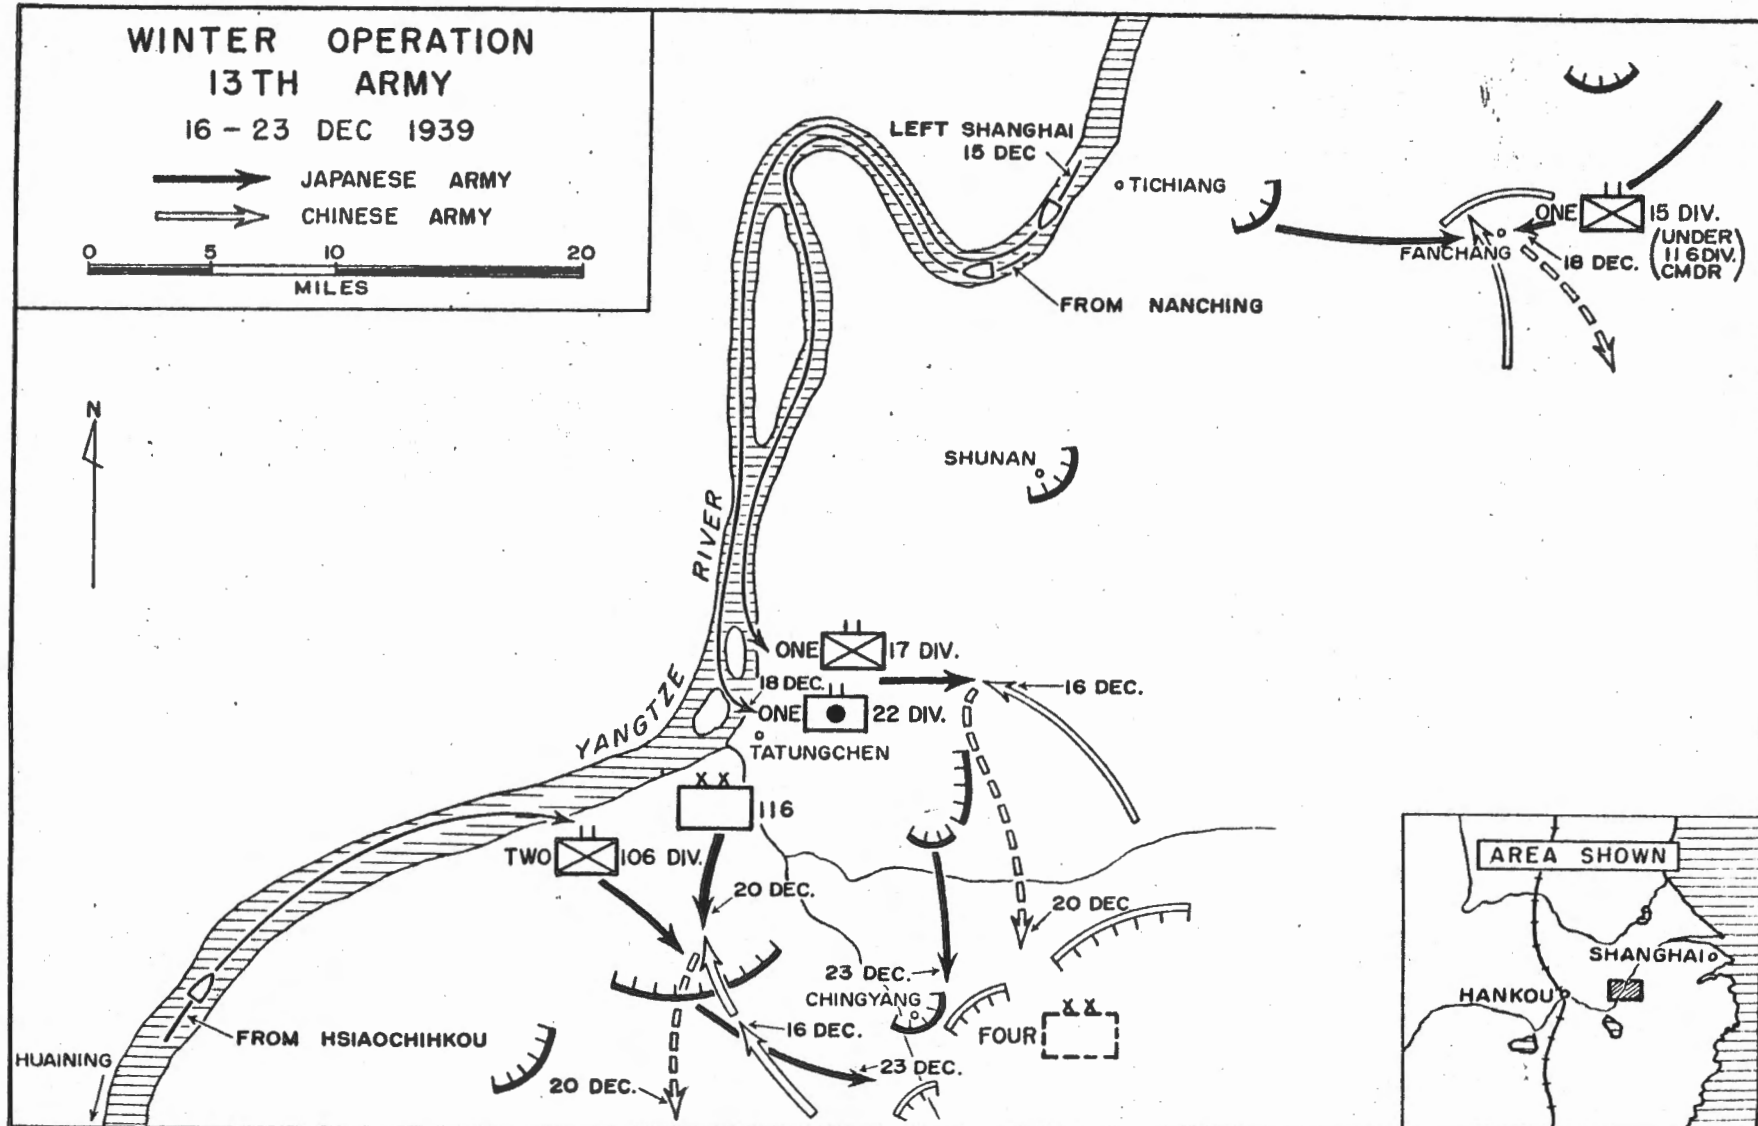 WINTER OPERATION
13TH ARMY
16 - 23 DEC 1939
JAPANESE ARMY
CHINESE ARMY
0 5 10 20
MILES
LEFT SHANGHAI
15 DEC
TICHIANG
FROM NANCHING
ONE 15 DIV.
(UNDER
116 DIV.
CMDR)
FANCHANG
18 DEC.
N
SHUNAN
YANGTZE RIVER
ONE 17 DIV.
18 DEC.
16 DEC.
ONE 22 DIV.
TATUNGCHEN
X X
116
TWO 106 DIV.
20 DEC.
20 DEC
23 DEC.
CHINGYANG
16 DEC.
X X
FOUR
FROM HSIAOCHIHKOU
HUAINING
20 DEC.
23 DEC.
AREA SHOWN
SHANGHAI
HANKOU